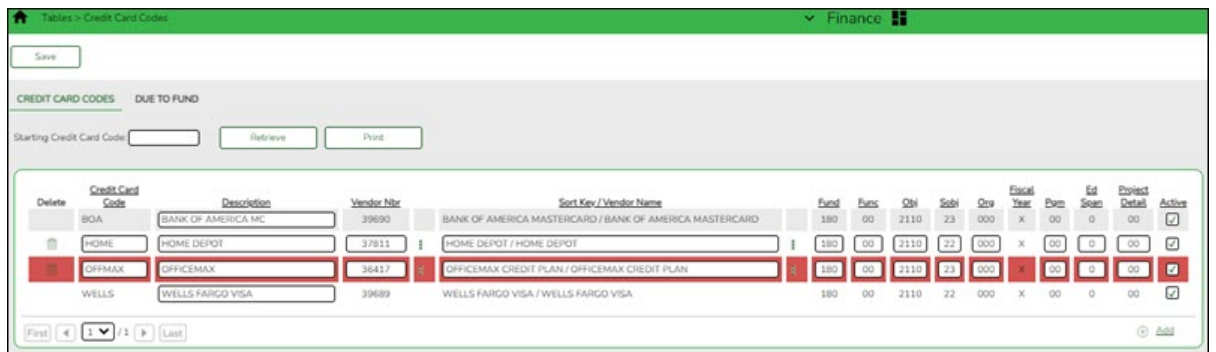 Tables > Credit Card Codes Finance
Save
CREDIT CARD CODES DUE TO FUND
Starting Credit Card Code: Retrieve Print
Delete Credit Card Code Description Vendor Nbr Sort Key / Vendor Name Fund Func Obj Sobj Org Fiscal Year Pgm Ed Span Project Detail Active
BOA BANK OF AMERICA MC 39690 BANK OF AMERICA MASTERCARD / BANK OF AMERICA MASTERCARD 180 00 2110 23 000 X 00 0 00
HOME HOME DEPOT 37811 HOME DEPOT / HOME DEPOT 180 00 2110 22 000 X 00 0 00
OFFMAX OFFICEMAX 36417 OFFICEMAX CREDIT PLAN / OFFICEMAX CREDIT PLAN 180 00 2110 23 000 X 00 0 00
WELLS WELLS FARGO VISA 39689 WELLS FARGO VISA / WELLS FARGO VISA 180 00 2110 22 000 X 00 0 00
First 1 / 1 Last Add